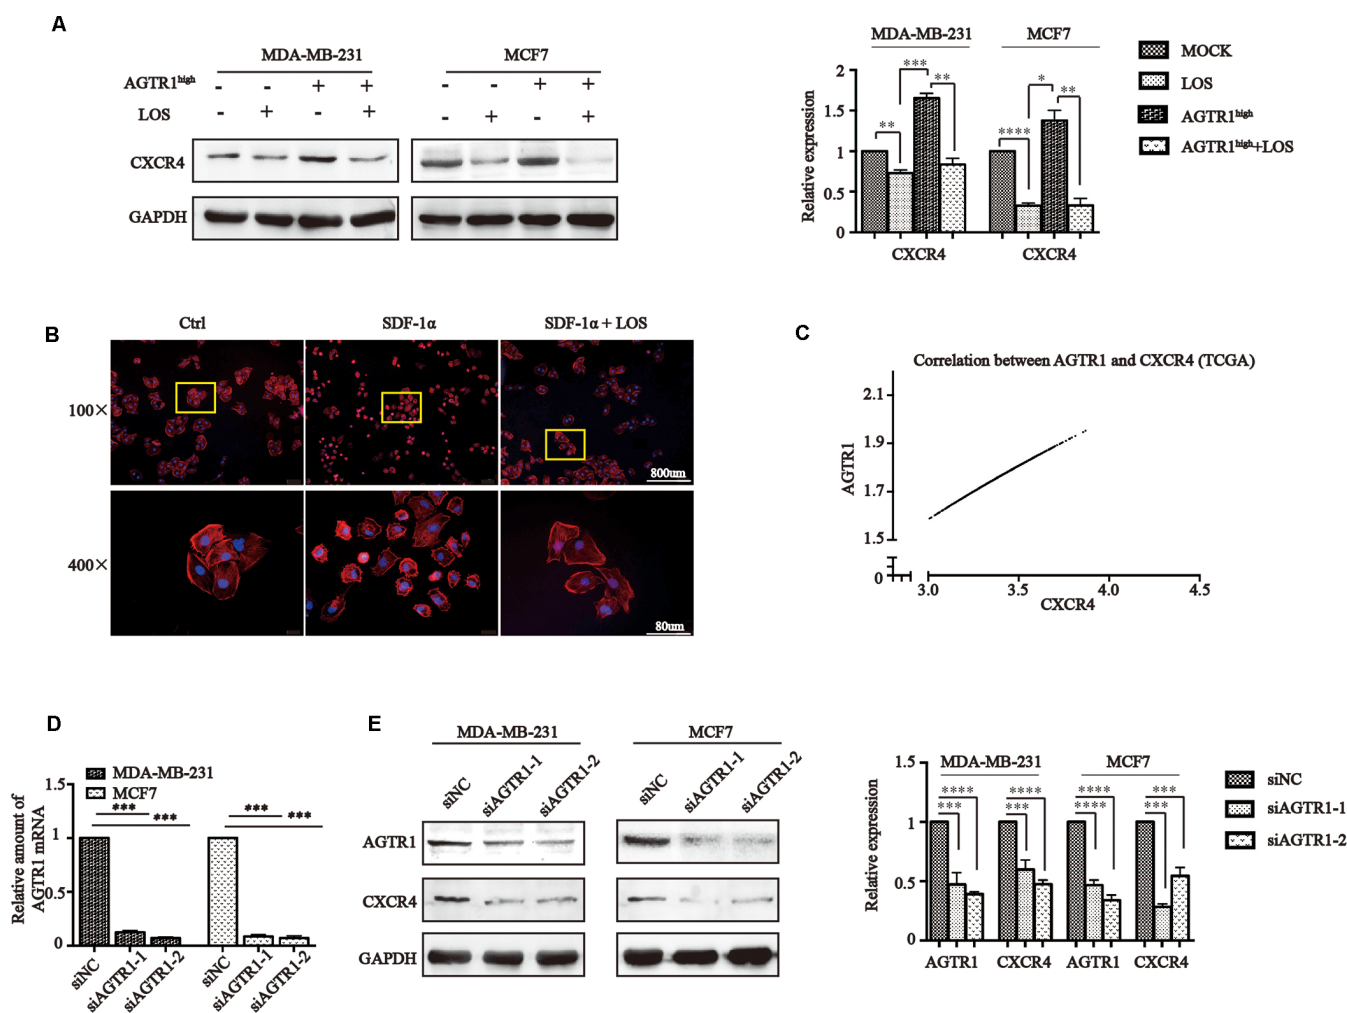 A
MDA-MB-231 MCF7
AGTR1high - - + + - - + +
LOS - + - + - + - +
CXCR4
GAPDH
MDA-MB-231 MCF7
Relative expression
2
1.5
1
0.5
0
** *** ** **** * **
CXCR4 CXCR4
MOCK
LOS
AGTR1high
AGTR1high+LOS
B
Ctrl SDF-1α SDF-1α + LOS
100×
800um
400×
80um
C
Correlation between AGTR1 and CXCR4 (TCGA)
AGTR1
2.1
1.9
1.7
1.5
0
3.0 3.5 4.0 4.5
CXCR4
D
Relative amount of
AGTR1 mRNA
1.5
1
0.5
0
MDA-MB-231
MCF7
*** *** *** ***
siNC siAGTR1-1 siAGTR1-2 siNC siAGTR1-1 siAGTR1-2
E
MDA-MB-231 MCF7
siNC siAGTR1-1 siAGTR1-2 siNC siAGTR1-1 siAGTR1-2
AGTR1
CXCR4
GAPDH
MDA-MB-231 MCF7
Relative expression
1.5
1
0.5
0
**** **** **** ***
*** *** **** ***
AGTR1 CXCR4 AGTR1 CXCR4
siNC
siAGTR1-1
siAGTR1-2